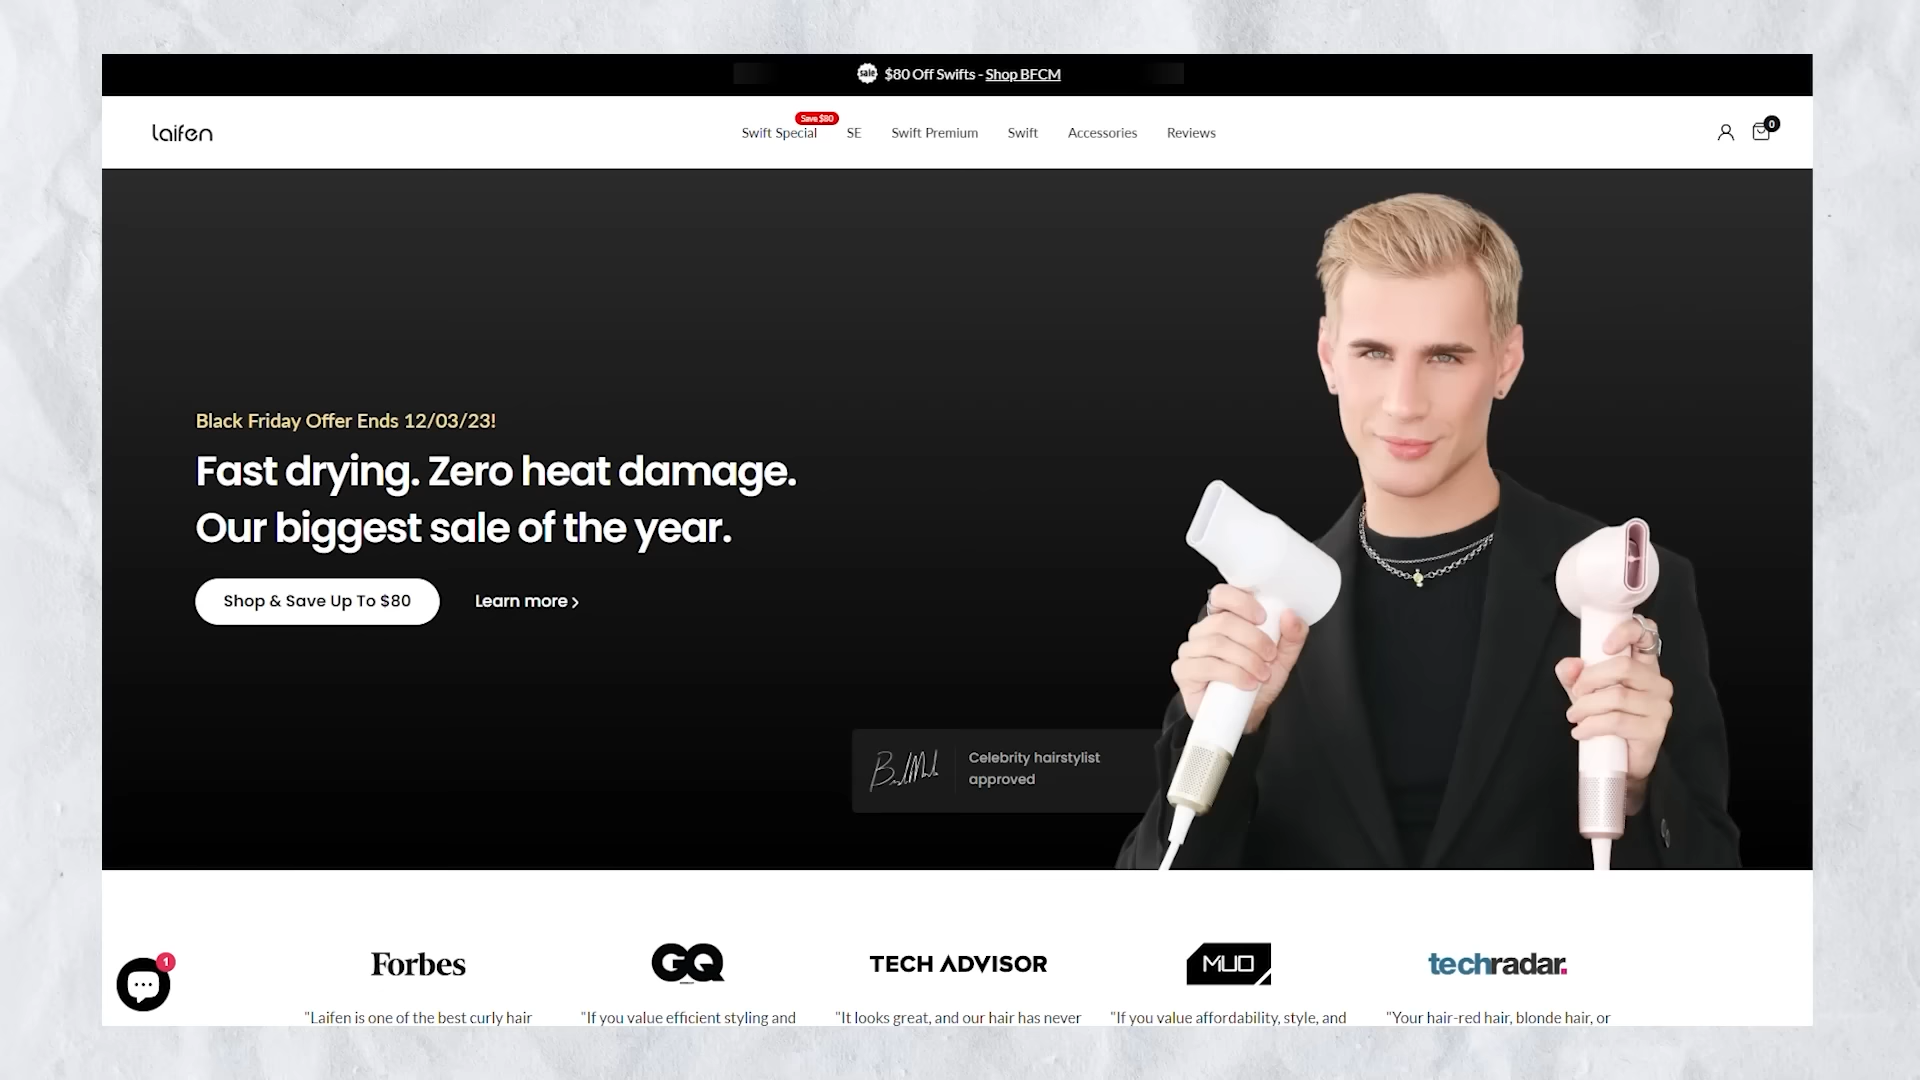 sale $80 Off Swifts - Shop BFCM
laifen
Save $80
Swift Special SE Swift Premium Swift Accessories Reviews
0
Black Friday Offer Ends 12/03/23!
Fast drying. Zero heat damage.
Our biggest sale of the year.
Shop & Save Up To $80 Learn more
Celebrity hairstylist
approved
1
Forbes GQ TECH ADVISOR MUO techradar.
"Laifen is one of the best curly hair "If you value efficient styling and "It looks great, and our hair has never "If you value affordability, style, and "Your hair-red hair, blonde hair, or